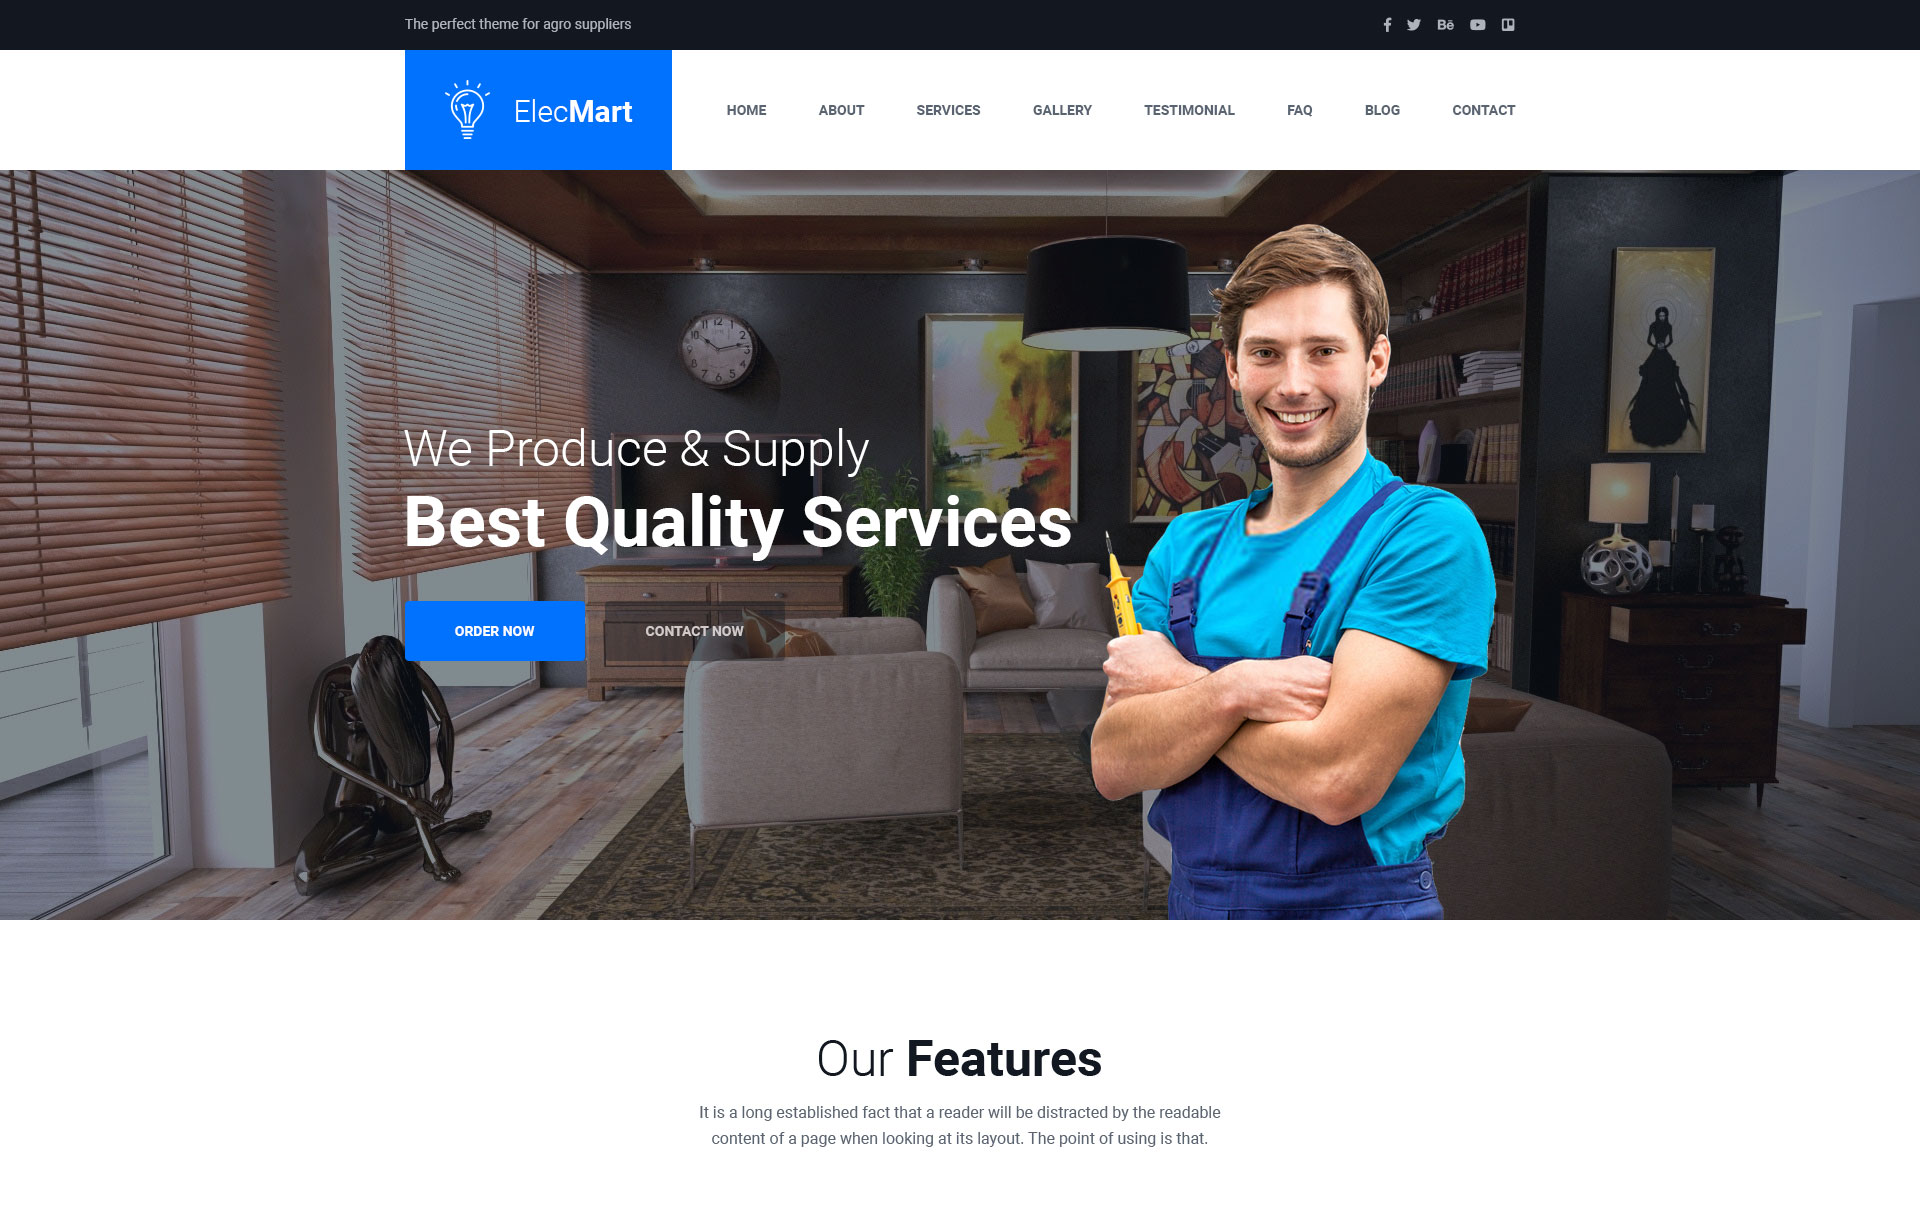 The perfect theme for agro suppliers
ElecMart
HOME ABOUT SERVICES GALLERY TESTIMONIAL FAQ BLOG CONTACT
We Produce & Supply
Best Quality Services
ORDER NOW CONTACT NOW
Our Features
It is a long established fact that a reader will be distracted by the readable
content of a page when looking at its layout. The point of using is that.